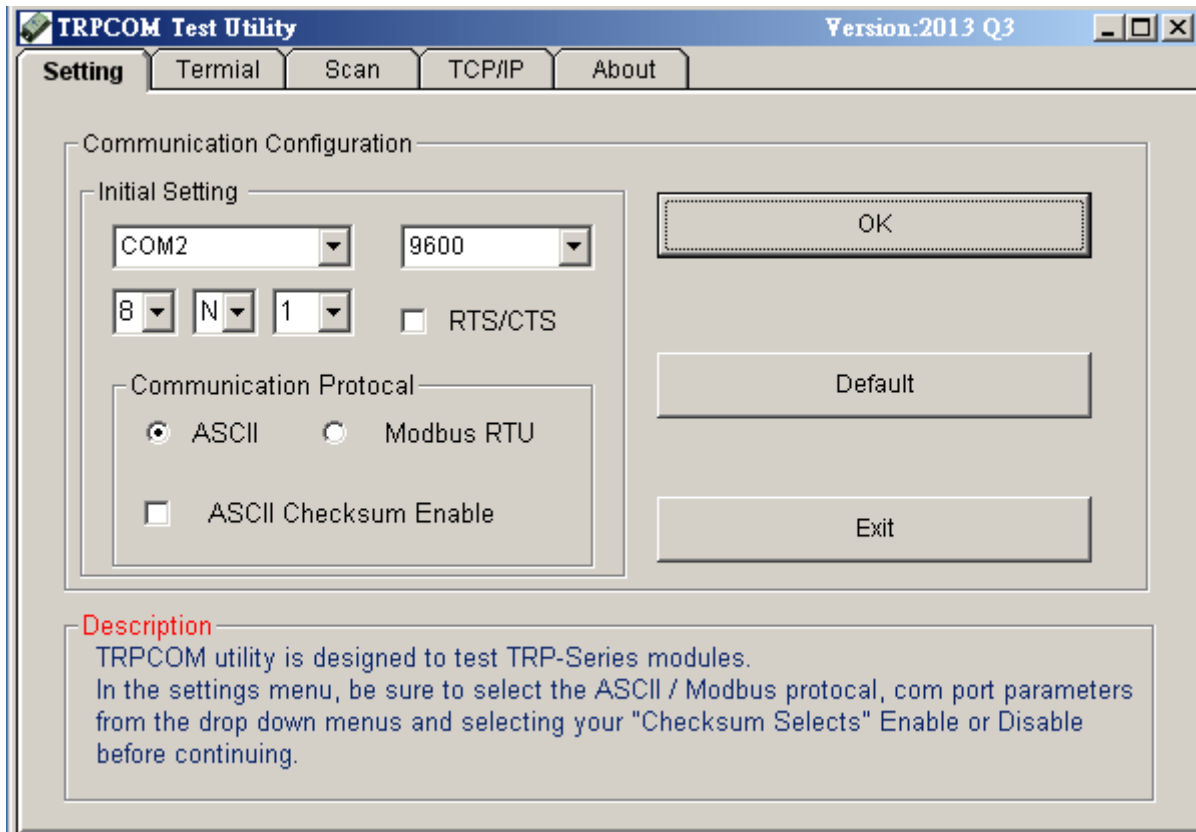 TRPCOM Test Utility Version:2013 Q3
Setting Termial Scan TCP/IP About
Communication Configuration
Initial Setting
COM2 9600 OK
8 N 1 RTS/CTS
Communication Protocal Default
ASCII Modbus RTU
ASCII Checksum Enable Exit
Description
TRPCOM utility is designed to test TRP-Series modules.
In the settings menu, be sure to select the ASCII / Modbus protocal, com port parameters
from the drop down menus and selecting your "Checksum Selects" Enable or Disable
before continuing.